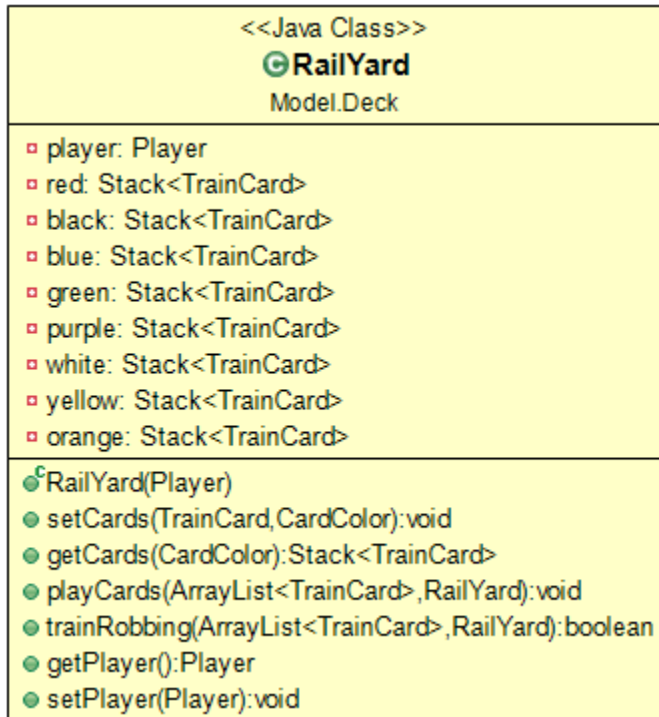 <<Java Class>>
C RailYard
Model.Deck
player: Player
red: Stack<TrainCard>
black: Stack<TrainCard>
blue: Stack<TrainCard>
green: Stack<TrainCard>
purple: Stack<TrainCard>
white: Stack<TrainCard>
yellow: Stack<TrainCard>
orange: Stack<TrainCard>
c RailYard(Player)
setCards(TrainCard,CardColor):void
getCards(CardColor):Stack<TrainCard>
playCards(ArrayList<TrainCard>,RailYard):void
trainRobbing(ArrayList<TrainCard>,RailYard):boolean
getPlayer():Player
setPlayer(Player):void